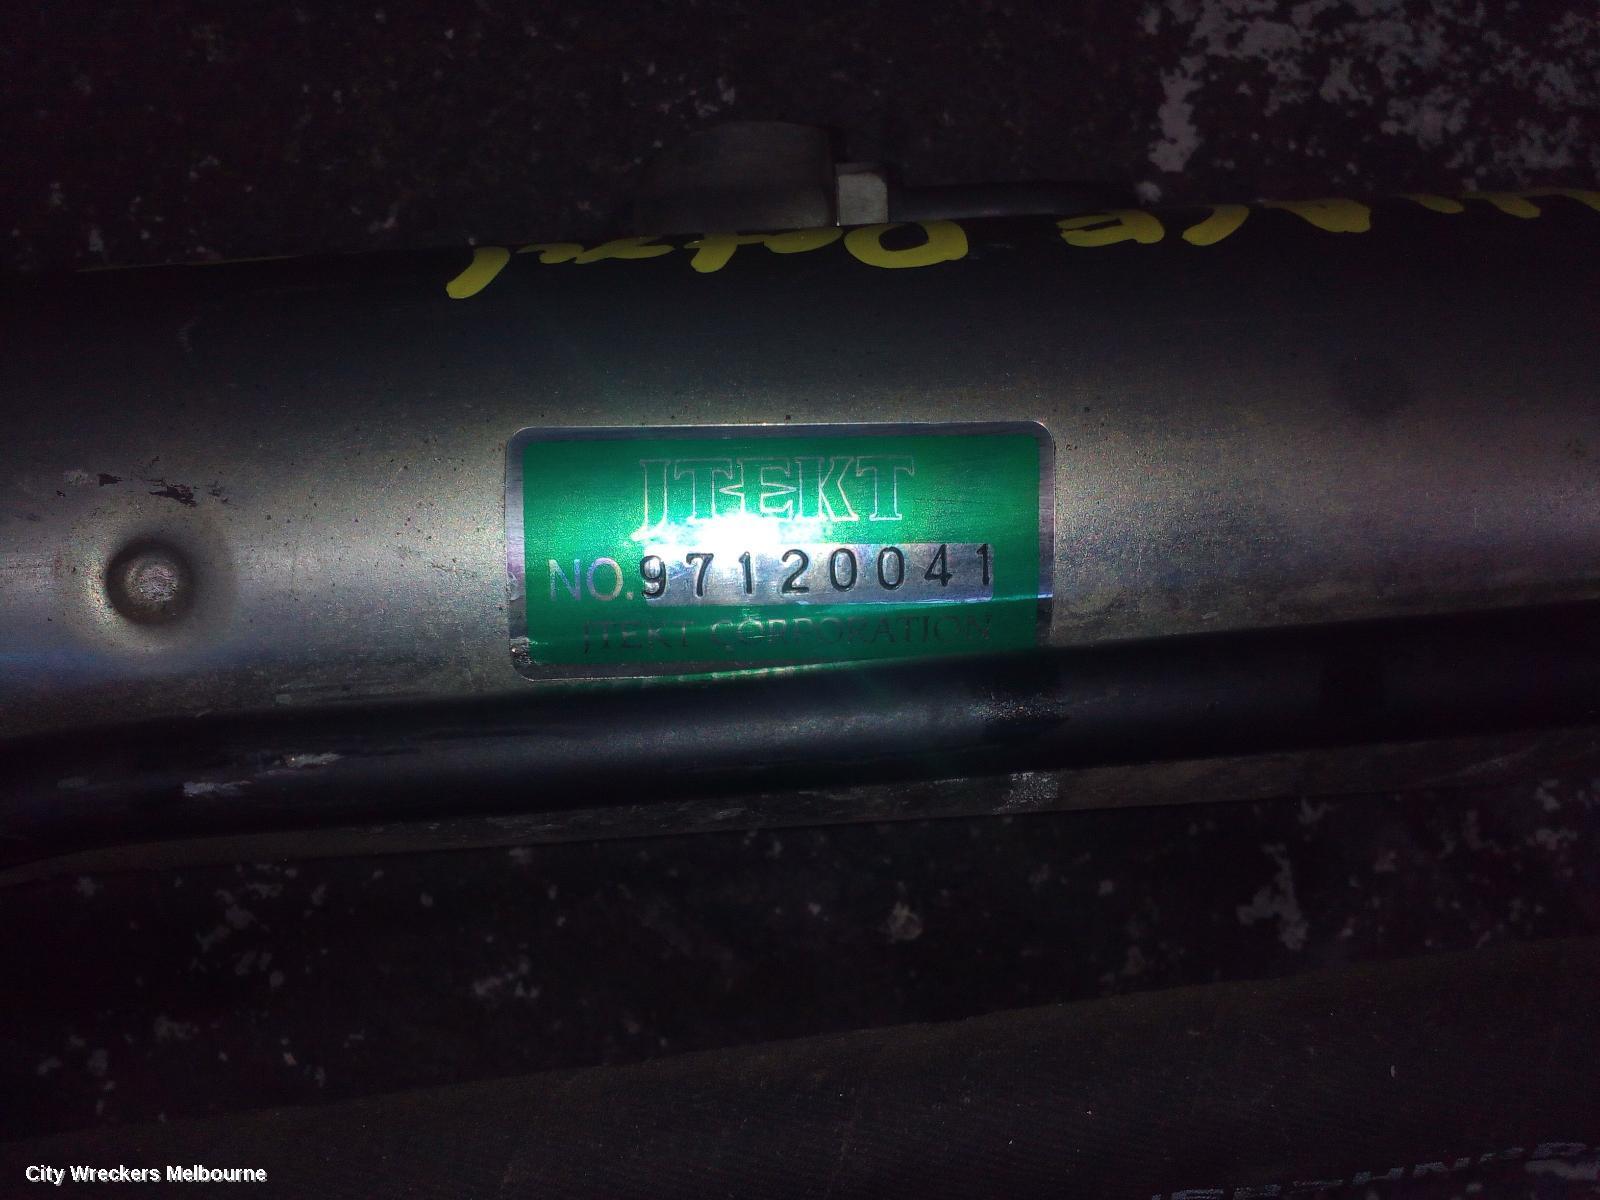 JTEKT
NO.97120041
JTEKT CORPORATION
City Wreckers Melbourne